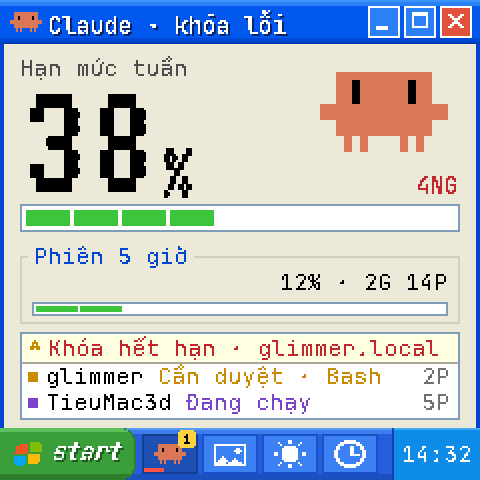 Claude · khóa lỗi
Hạn mức tuần
38%
4NG
Phiên 5 giờ
12% · 2G 14P
Khóa hết hạn · glimmer.local
glimmer Cần duyệt · Bash 2P
TieuMac3d Đang chạy 5P
start
1
14:32